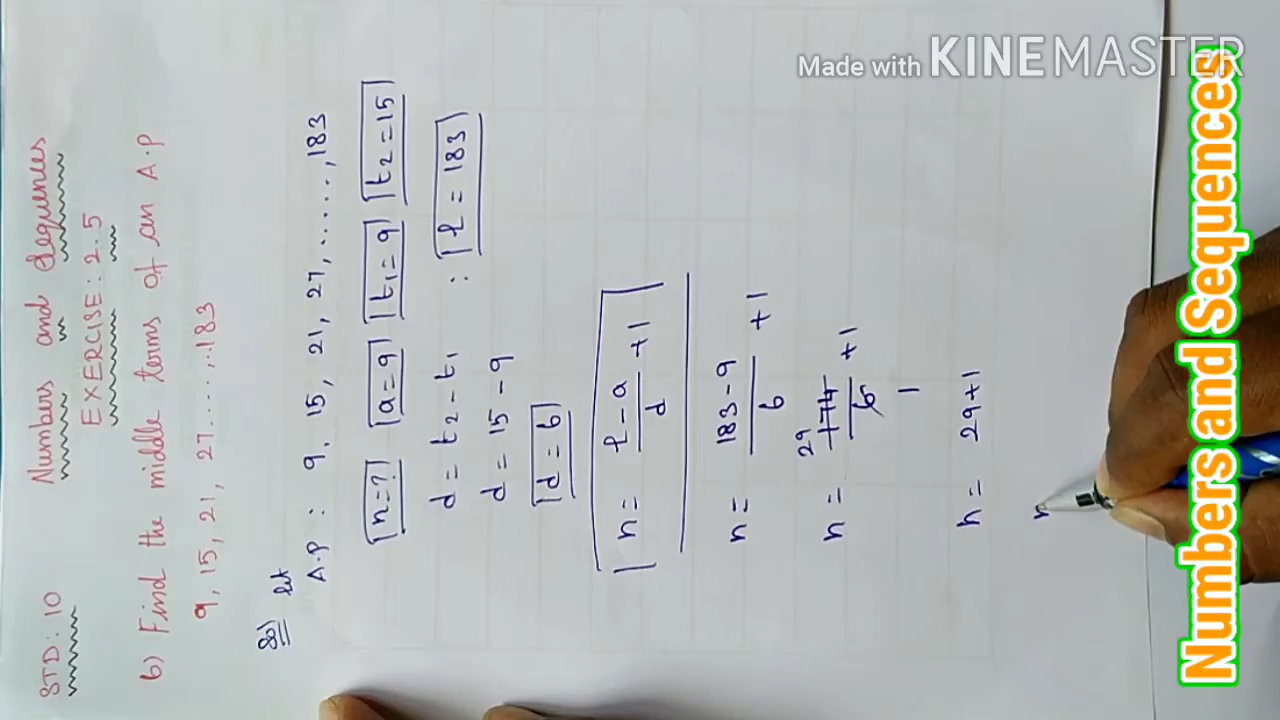 STD: 10 Numbers and Sequences
EXERCISE: 2.5
6) Find the middle terms of an A.P
9, 15, 21, 27.....,183
Sol let
A.P : 9, 15, 21, 27, ......, 183
n=? a=9 t₁=9 t₂=15
d = t₂ - t₁ : l = 183
d = 15 - 9
d = 6
n = l-a/d +1
n = 183-9/6 +1
29
n = 174/6 +1
1
n = 29+1
n
Made with KINEMASTER
Numbers and Sequences